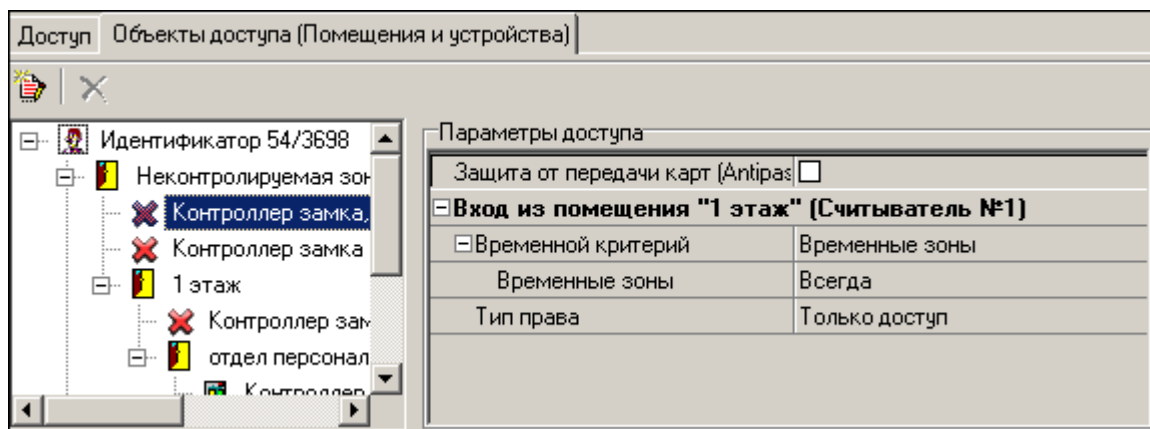 Доступ Объекты доступа (Помещения и устройства)
Идентификатор 54/3698
Неконтролируемая зон
Контроллер замка,
Контроллер замка
1 этаж
Контроллер зам
отдел персонал
Контроллер
Параметры доступа
Защита от передачи карт (Antipas
Вход из помещения "1 этаж" (Считыватель №1)
Временной критерий Временные зоны
Временные зоны Всегда
Тип права Только доступ